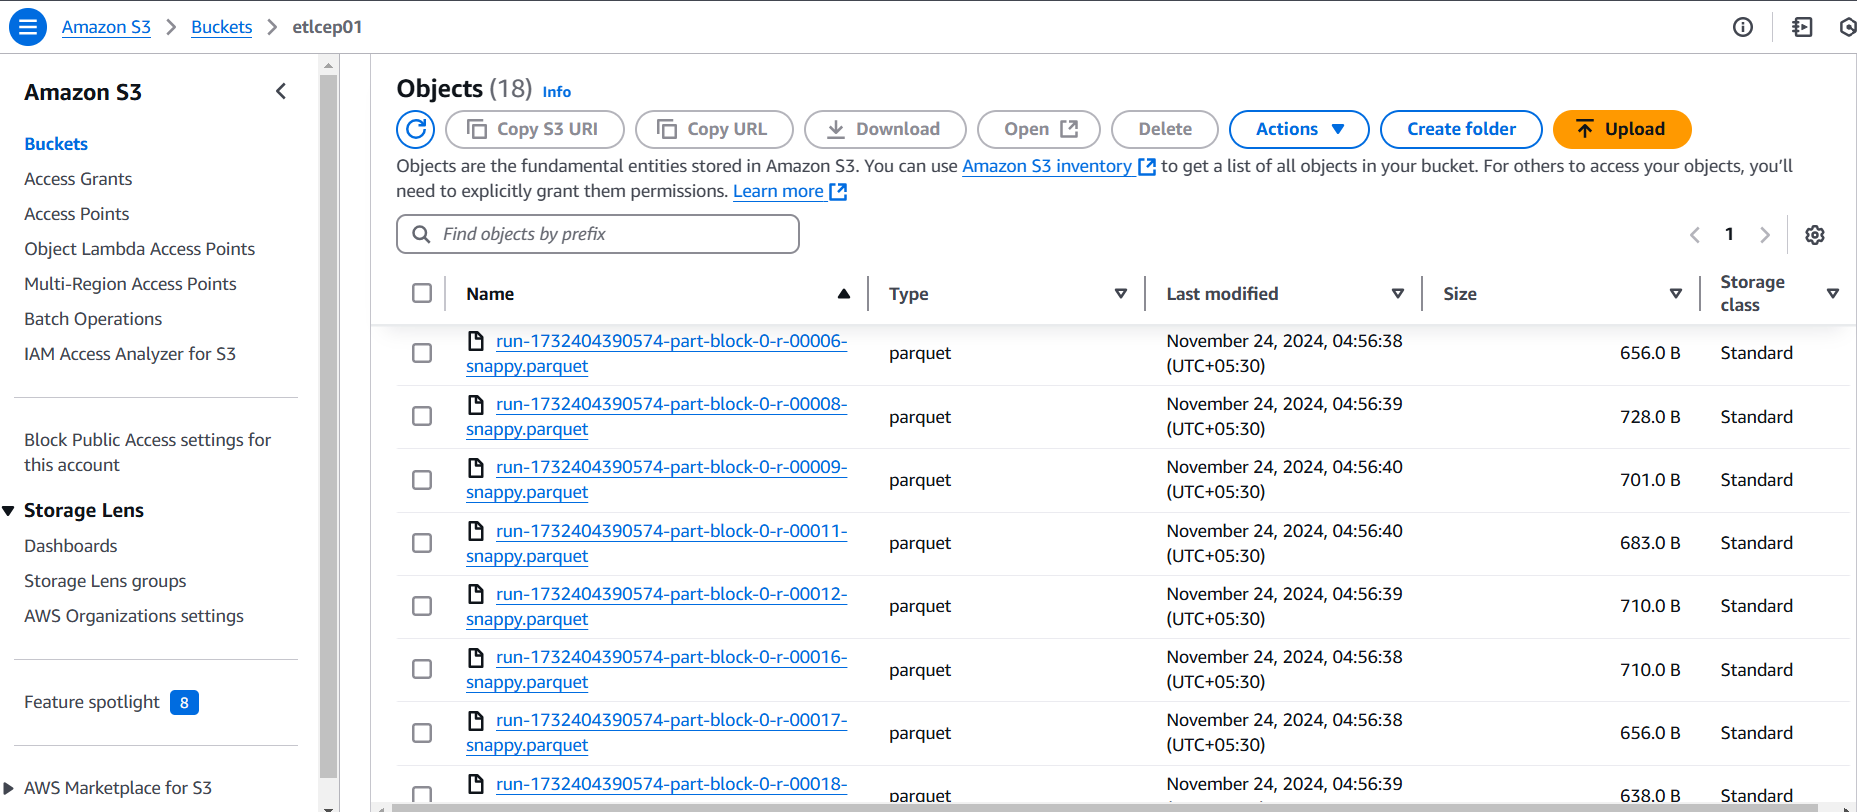 Amazon S3 > Buckets > etlcep01
Amazon S3
Buckets
Access Grants
Access Points
Object Lambda Access Points
Multi-Region Access Points
Batch Operations
IAM Access Analyzer for S3
Block Public Access settings for
this account
Storage Lens
Dashboards
Storage Lens groups
AWS Organizations settings
Feature spotlight 8
AWS Marketplace for S3
Objects (18) Info
Copy S3 URI Copy URL Download Open Delete Actions Create folder Upload
Objects are the fundamental entities stored in Amazon S3. You can use Amazon S3 inventory to get a list of all objects in your bucket. For others to access your objects, you’ll
need to explicitly grant them permissions. Learn more
Find objects by prefix
1
Name Type Last modified Size Storage
class
run-1732404390574-part-block-0-r-00006- November 24, 2024, 04:56:38
snappy.parquet parquet (UTC+05:30) 656.0 B Standard
run-1732404390574-part-block-0-r-00008- November 24, 2024, 04:56:39
snappy.parquet parquet (UTC+05:30) 728.0 B Standard
run-1732404390574-part-block-0-r-00009- November 24, 2024, 04:56:40
snappy.parquet parquet (UTC+05:30) 701.0 B Standard
run-1732404390574-part-block-0-r-00011- November 24, 2024, 04:56:40
snappy.parquet parquet (UTC+05:30) 683.0 B Standard
run-1732404390574-part-block-0-r-00012- November 24, 2024, 04:56:39
snappy.parquet parquet (UTC+05:30) 710.0 B Standard
run-1732404390574-part-block-0-r-00016- November 24, 2024, 04:56:38
snappy.parquet parquet (UTC+05:30) 710.0 B Standard
run-1732404390574-part-block-0-r-00017- November 24, 2024, 04:56:38
snappy.parquet parquet (UTC+05:30) 656.0 B Standard
run-1732404390574-part-block-0-r-00018- November 24, 2024, 04:56:39
parquet 638.0 B Standard